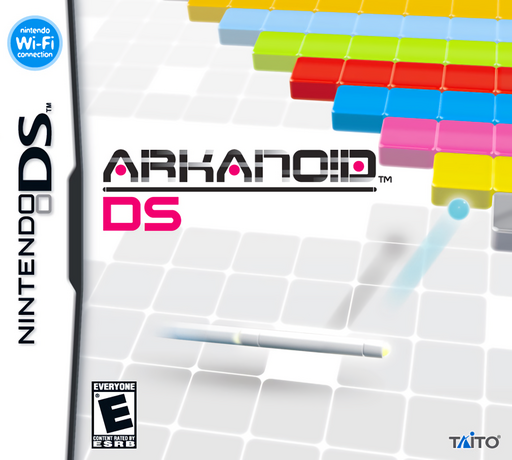 nintendo
Wi-Fi
connection
NINTENDO DS™
ARKANOID™
DS
EVERYONE
E
CONTENT RATED BY
ESRB
TAITO®